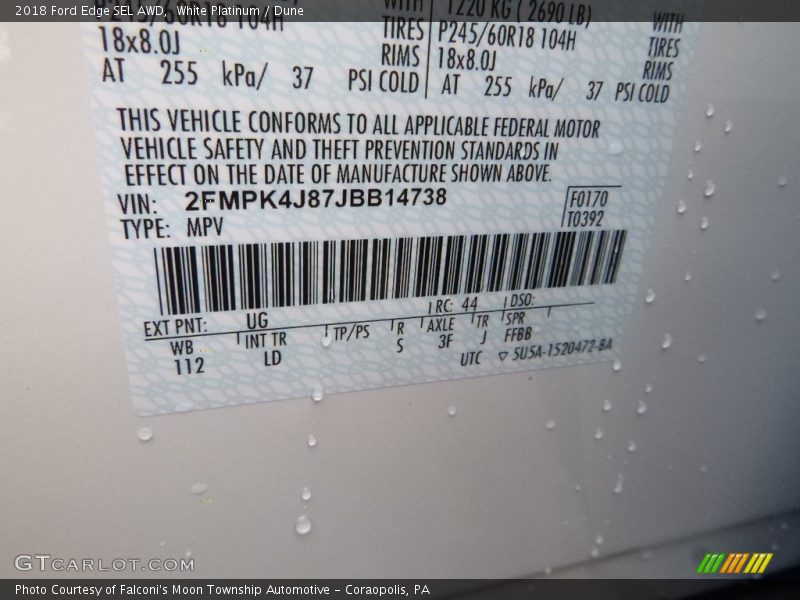 2018 Ford Edge SEL AWD, White Platinum / Dune
P245/60R18 104H WITH 1220 KG ( 2690 LB) WITH
18x8.0J TIRES P245/60R18 104H TIRES
RIMS 18x8.0J RIMS
AT 255 kPa/ 37 PSI COLD AT 255 kPa/ 37 PSI COLD
THIS VEHICLE CONFORMS TO ALL APPLICABLE FEDERAL MOTOR
VEHICLE SAFETY AND THEFT PREVENTION STANDARDS IN
EFFECT ON THE DATE OF MANUFACTURE SHOWN ABOVE.
VIN: 2FMPK4J87JBB14738 F0170
TYPE: MPV T0392
EXT PNT: UG RC: 44 DSO:
WB INT TR TP/PS R AXLE TR SPR
112 LD S 3F J FFBB
UTC ▽ 5U5A-1520472-BA
GTCARLOT.COM
Photo Courtesy of Falconi's Moon Township Automotive – Coraopolis, PA